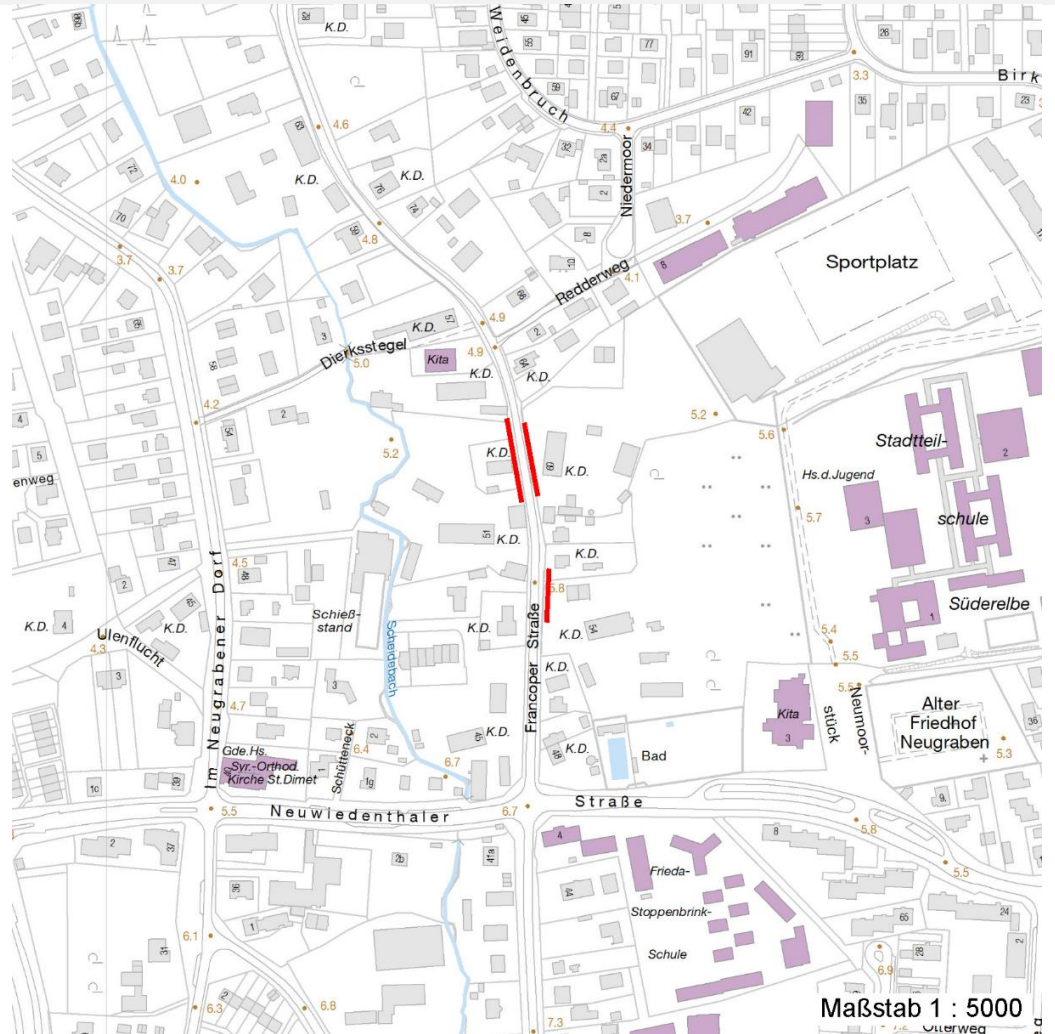 Weidenbruch
Birk
K.D.
K.D.
K.D.
Niedermoor
Redderweg
Sportplatz
Dierksstegel
K.D.
Kita
K.D.
K.D.
K.D.
K.D.
Hs.d.Jugend
Stadtteil-
schule
Süderelbe
enweg
K.D.
K.D.
Im Neugrabener Dorf
K.D.
K.D.
Ulenflucht
Schieß-
stand
Scheidebach
K.D.
K.D.
Francoper Straße
K.D.
K.D.
Kita
Neumoor-
stück
Alter
Friedhof
Neugraben
Bad
Gde.Hs.
Syr.-Orthod.
Kirche St.Dimet
Schütteneck
Neuwiedenthaler Straße
Frieda-
Stoppenbrink-
Schule
Otterweg
Maßstab 1 : 5000
4.6
4.4
3.3
4.0
4.8
3.7
3.7
3.7
4.1
4.9
4.9
5.0
4.2
5.2
5.2
5.6
5.7
4.5
5.8
4.3
5.4
5.5
5.5
4.7
6.4
6.7
5.3
5.5
6.7
5.8
5.5
6.1
6.9
6.3
6.8
7.3
7.2